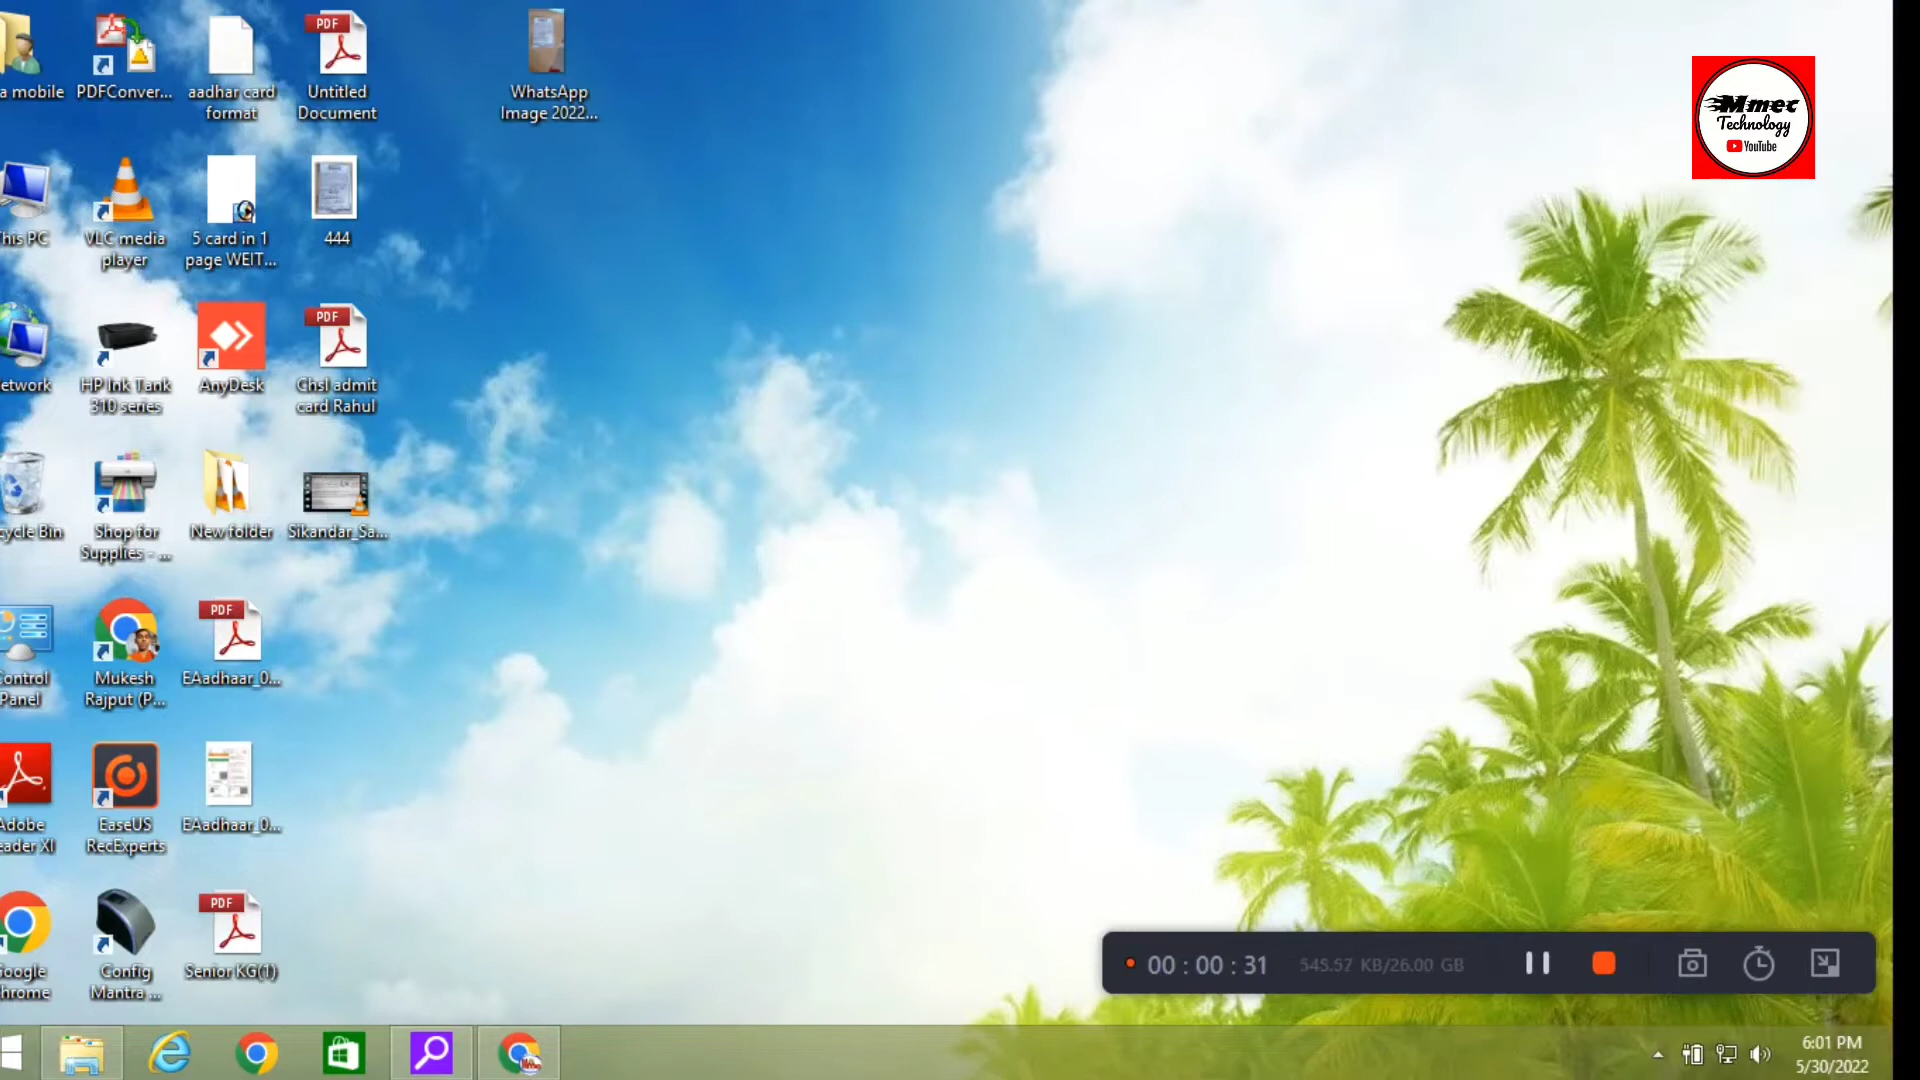 a mobile
PDFConver...
aadhar card
format
PDF
Untitled
Document
WhatsApp
Image 2022...
Mmec
Technology
YouTube
his PC
VLC media
player
5 card in 1
page WEIT...
444
etwork
HP Ink Tank
310 series
AnyDesk
PDF
Chsl admit
card Rahul
cycle Bin
Shop for
Supplies - ...
New folder
Sikandar_Sa...
ontrol
Panel
Mukesh
Rajput (P...
PDF
EAadhaar_0...
Adobe
eader XI
EaseUS
RecExperts
EAadhaar_0...
oogle
hrome
Config
Mantra ...
PDF
Senior KG(1)
00 : 00 : 31
545.57 KB/26.00 GB
6:01 PM
5/30/2022